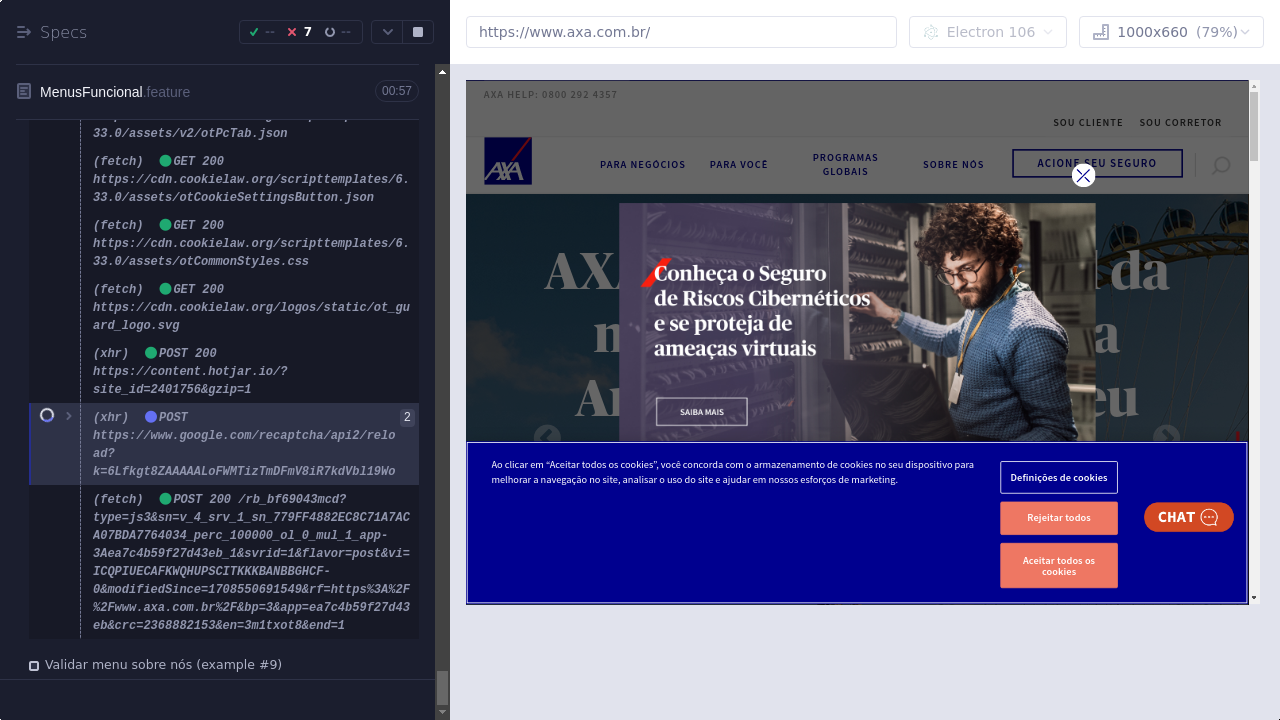 Specs
--
7
--
https://www.axa.com.br/
Electron 106
1000x660 (79%)
MenusFuncional.feature
00:57
33.0/assets/v2/otPcTab.json
(fetch) GET 200
https://cdn.cookielaw.org/scripttemplates/6.
33.0/assets/otCookieSettingsButton.json
(fetch) GET 200
https://cdn.cookielaw.org/scripttemplates/6.
33.0/assets/otCommonStyles.css
(fetch) GET 200
https://cdn.cookielaw.org/logos/static/ot_gu
ard_logo.svg
(xhr) POST 200
https://content.hotjar.io/?
site_id=2401756&gzip=1
(xhr) POST
2
https://www.google.com/recaptcha/api2/relo
ad?
k=6Lfkgt8ZAAAAALoFWMTizTmDFmV8iR7kdVbl19Wo
(fetch) POST 200 /rb_bf69043mcd?
type=js3&sn=v_4_srv_1_sn_779FF4882EC8C71A7AC
A07BDA7764034_perc_100000_ol_0_mul_1_app-
3Aea7c4b59f27d43eb_1&svrid=1&flavor=post&vi=
ICQPIUECAFKWQHUPSCITKKKBANBBGHCF-
0&modifiedSince=1708550691549&rf=https%3A%2F
%2Fwww.axa.com.br%2F&bp=3&app=ea7c4b59f27d43
eb&crc=2368882153&en=3m1txot8&end=1
Validar menu sobre nós (example #9)
AXA HELP: 0800 292 4357
SOU CLIENTE
SOU CORRETOR
AXA
PARA NEGÓCIOS
PARA VOCÊ
PROGRAMAS
GLOBAIS
SOBRE NÓS
ACIONE SEU SEGURO
AX
da
Conheça o Seguro
de Riscos Cibernéticos
e se proteja de
ameaças virtuais
SAIBA MAIS
Ao clicar em “Aceitar todos os cookies”, você concorda com o armazenamento de cookies no seu dispositivo para
melhorar a navegação no site, analisar o uso do site e ajudar em nossos esforços de marketing.
Definições de cookies
Rejeitar todos
Aceitar todos os
cookies
CHAT